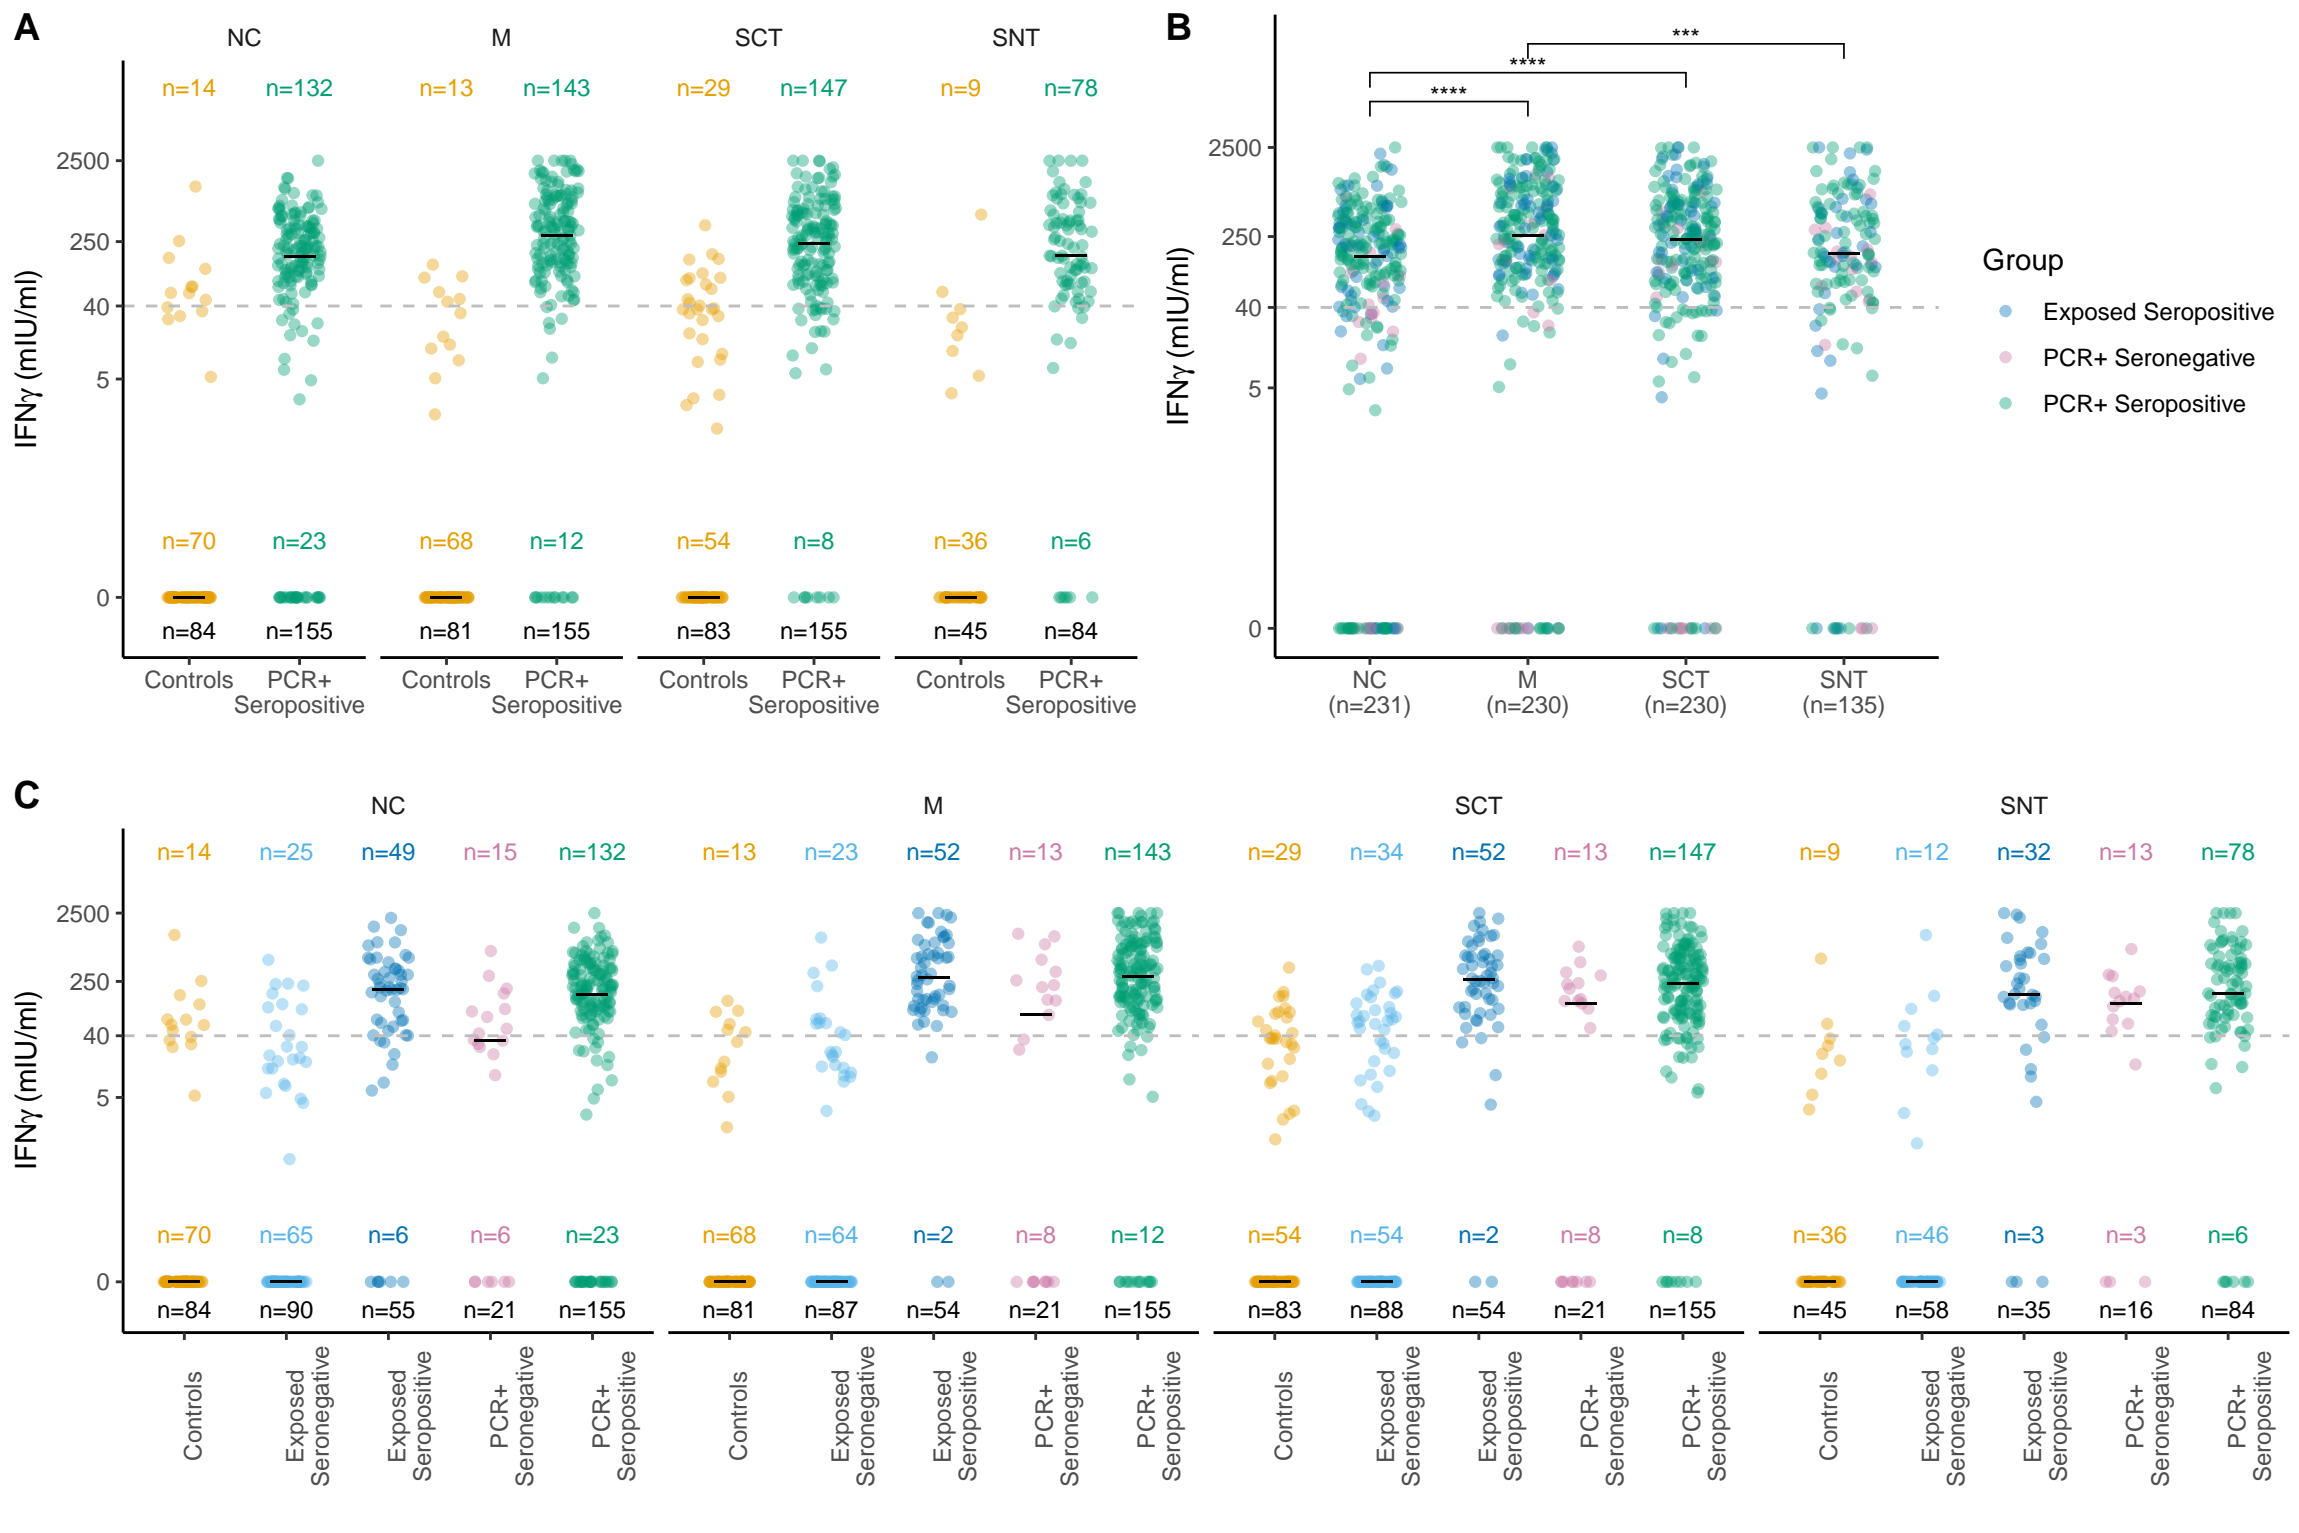 A
NC M SCT SNT
n=14 n=132 n=13 n=143 n=29 n=147 n=9 n=78
2500
250
40
5
0
IFNγ (mIU/ml)
n=70 n=23 n=68 n=12 n=54 n=8 n=36 n=6
n=84 n=155 n=81 n=155 n=83 n=155 n=45 n=84
Controls PCR+ Controls PCR+ Controls PCR+ Controls PCR+
Seropositive Seropositive Seropositive Seropositive
B
***
****
****
2500
250
40
5
0
IFNγ (mIU/ml)
NC M SCT SNT
(n=231) (n=230) (n=230) (n=135)
Group
Exposed Seropositive
PCR+ Seronegative
PCR+ Seropositive
C
NC M SCT SNT
n=14 n=25 n=49 n=15 n=132 n=13 n=23 n=52 n=13 n=143 n=29 n=34 n=52 n=13 n=147 n=9 n=12 n=32 n=13 n=78
2500
250
40
5
0
IFNγ (mIU/ml)
n=70 n=65 n=6 n=6 n=23 n=68 n=64 n=2 n=8 n=12 n=54 n=54 n=2 n=8 n=8 n=36 n=46 n=3 n=3 n=6
n=84 n=90 n=55 n=21 n=155 n=81 n=87 n=54 n=21 n=155 n=83 n=88 n=54 n=21 n=155 n=45 n=58 n=35 n=16 n=84
Controls
Exposed
Seronegative
Exposed
Seropositive
PCR+
Seronegative
PCR+
Seropositive
Controls
Exposed
Seronegative
Exposed
Seropositive
PCR+
Seronegative
PCR+
Seropositive
Controls
Exposed
Seronegative
Exposed
Seropositive
PCR+
Seronegative
PCR+
Seropositive
Controls
Exposed
Seronegative
Exposed
Seropositive
PCR+
Seronegative
PCR+
Seropositive